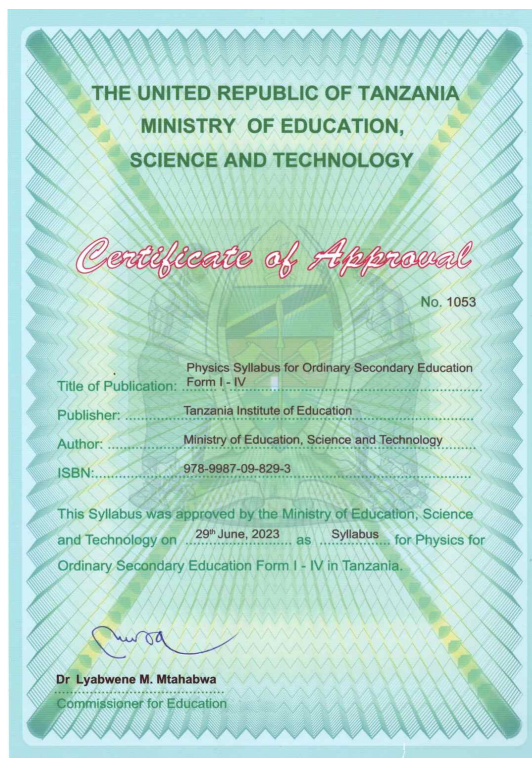 THE UNITED REPUBLIC OF TANZANIA
MINISTRY OF EDUCATION,
SCIENCE AND TECHNOLOGY
Certificate of Approval
No. 1053
Physics Syllabus for Ordinary Secondary Education
Title of Publication: Form I - IV
Publisher: Tanzania Institute of Education
Author: Ministry of Education, Science and Technology
ISBN: 978-9987-09-829-3
This Syllabus was approved by the Ministry of Education, Science
and Technology on 29th June, 2023 as Syllabus for Physics for
Ordinary Secondary Education Form I - IV in Tanzania.
Dr Lyabwene M. Mtahabwa
Commissioner for Education